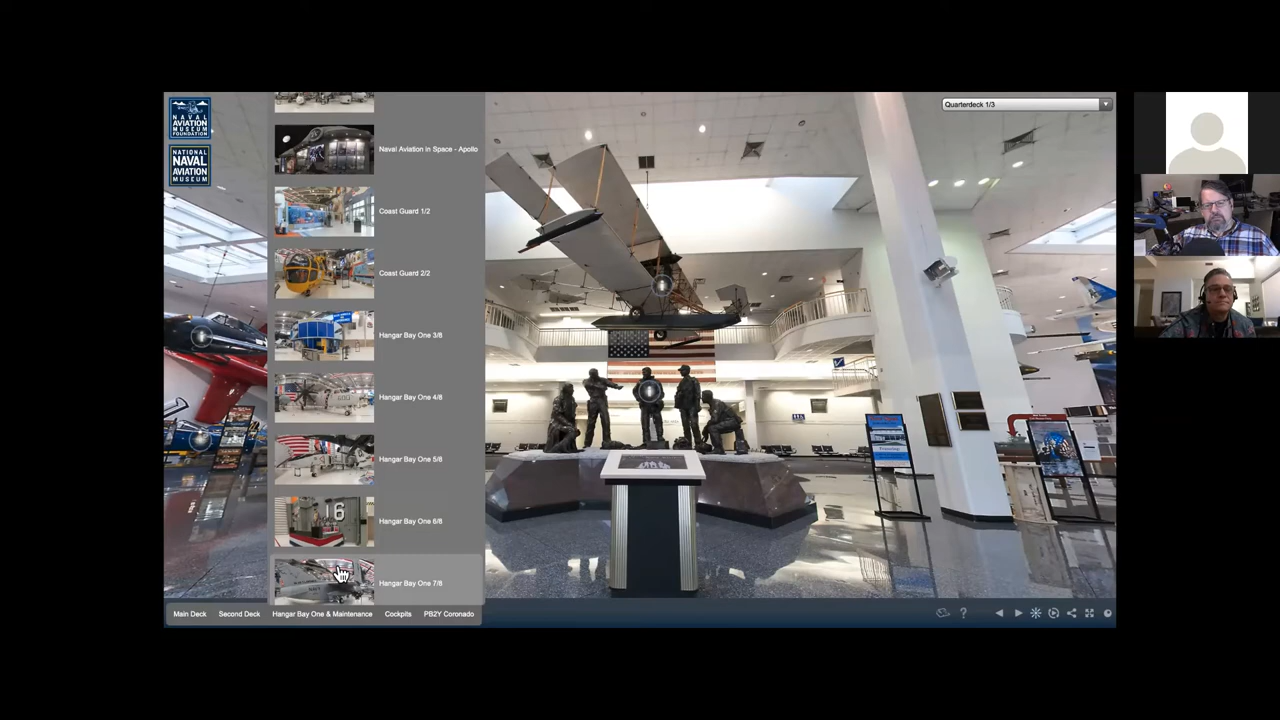 NAVAL
AVIATION
MUSEUM
FOUNDATION
NATIONAL
NAVAL
AVIATION
MUSEUM
Naval Aviation in Space - Apollo
Coast Guard 1/2
Coast Guard 2/2
Hangar Bay One 3/8
Hangar Bay One 4/8
Hangar Bay One 5/8
Hangar Bay One 6/8
Hangar Bay One 7/8
16
Quarterdeck 1/3
Main Deck
Second Deck
Hangar Bay One & Maintenance
Cockpits
PB2Y Coronado
?